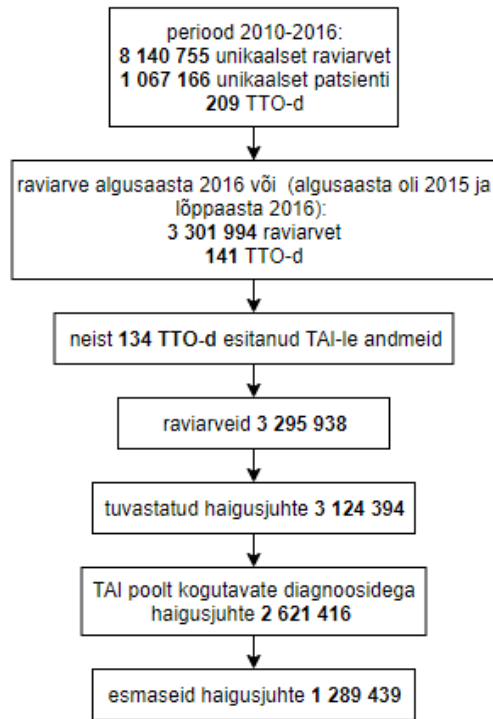 periood 2010-2016:
8 140 755 unikaalset raviarvet
1 067 166 unikaalset patsienti
209 TTO-d
raviarve algusaasta 2016 või (algusaasta oli 2015 ja
lõppaasta 2016):
3 301 994 raviarvet
141 TTO-d
neist 134 TTO-d esitanud TAI-le andmeid
raviarveid 3 295 938
tuvastatud haigusjuhte 3 124 394
TAI poolt kogutavate diagnoosidega
haigusjuhte 2 621 416
esmaseid haigusjuhte 1 289 439